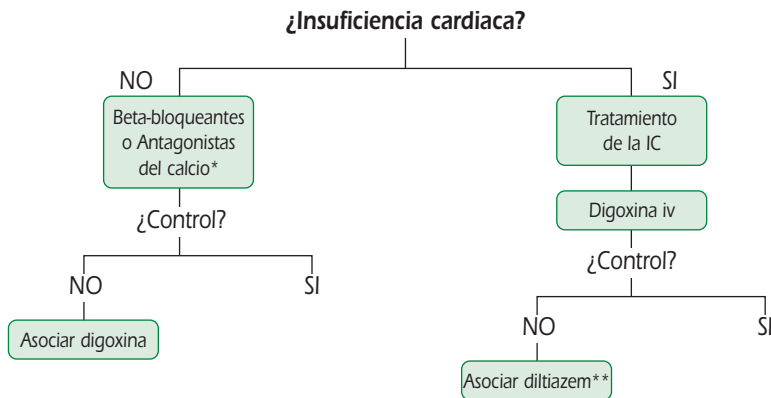 ¿Insuficiencia cardiaca?
NO
SI
Beta-bloqueantes
o Antagonistas
del calcio*
Tratamiento
de la IC
Digoxina iv
¿Control?
¿Control?
NO
SI
Asociar digoxina
NO
SI
Asociar diltiazem**